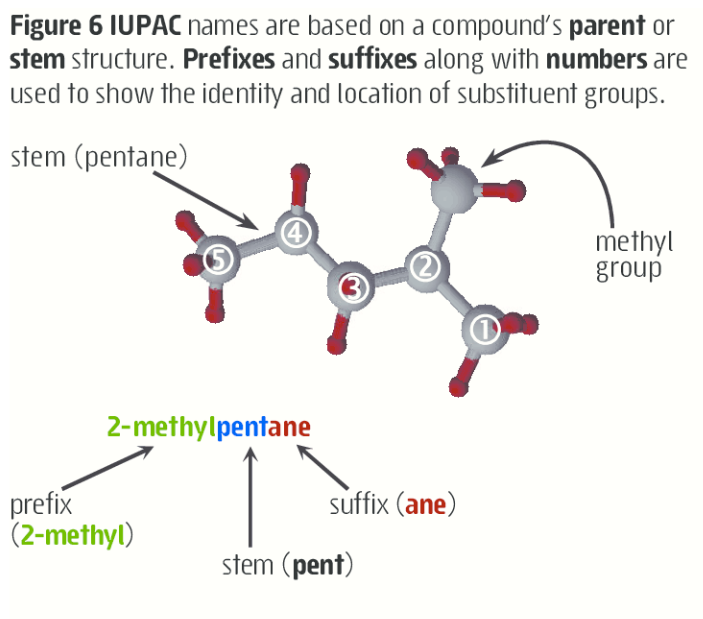 Figure 6 IUPAC names are based on a compound's parent or
stem structure. Prefixes and suffixes along with numbers are
used to show the identity and location of substituent groups.
stem (pentane)
methyl
group
5
4
3
2
1
2-methylpentane
prefix
(2-methyl)
stem (pent)
suffix (ane)